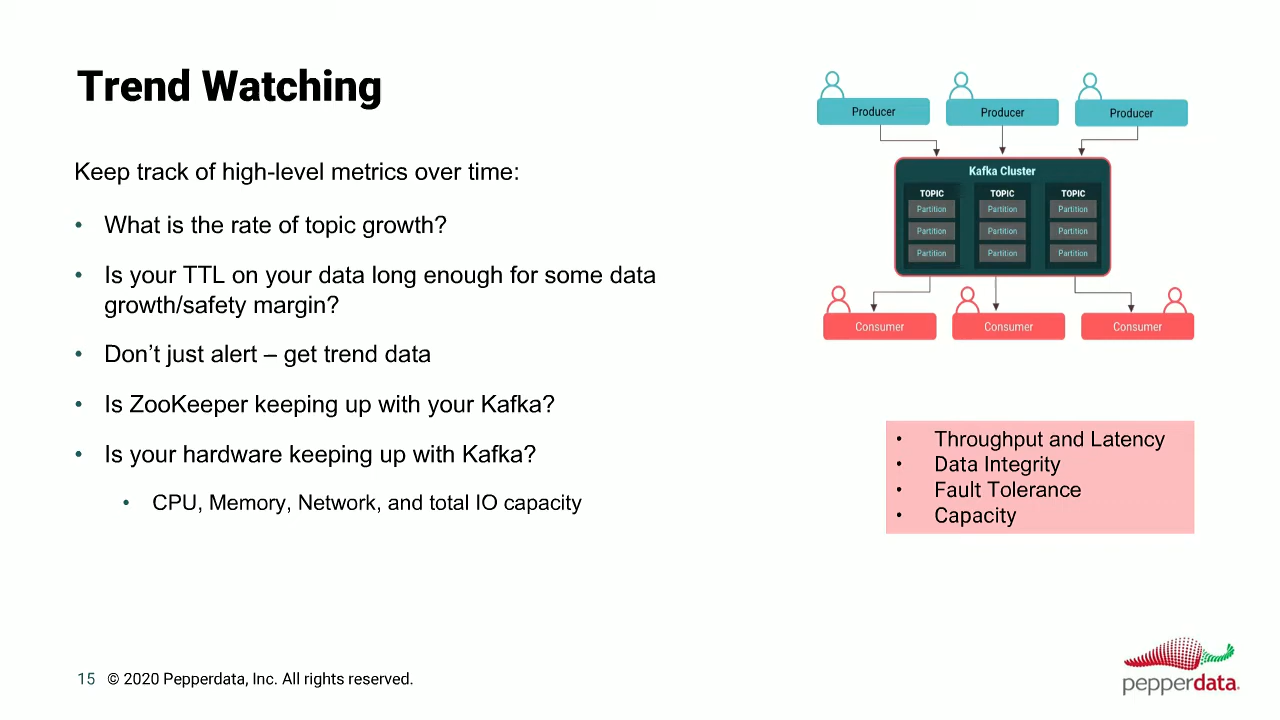 Trend Watching
Keep track of high-level metrics over time:
• What is the rate of topic growth?
• Is your TTL on your data long enough for some data
growth/safety margin?
• Don't just alert – get trend data
• Is ZooKeeper keeping up with your Kafka?
• Is your hardware keeping up with Kafka?
• CPU, Memory, Network, and total IO capacity
Producer Producer Producer
Kafka Cluster
TOPIC TOPIC TOPIC
Partition Partition Partition
Partition Partition Partition
Partition Partition Partition
Consumer Consumer Consumer
• Throughput and Latency
• Data Integrity
• Fault Tolerance
• Capacity
15 © 2020 Pepperdata, Inc. All rights reserved.
pepperdata